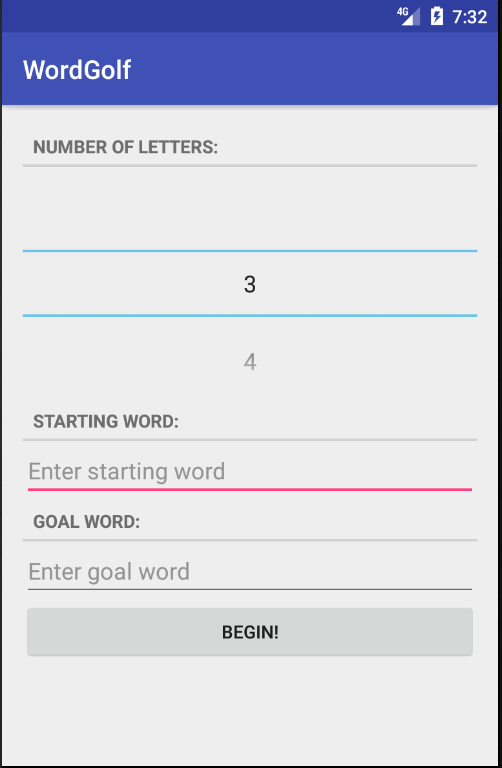 4G 7:32
WordGolf
NUMBER OF LETTERS:
3
4
STARTING WORD:
Enter starting word
GOAL WORD:
Enter goal word
BEGIN!